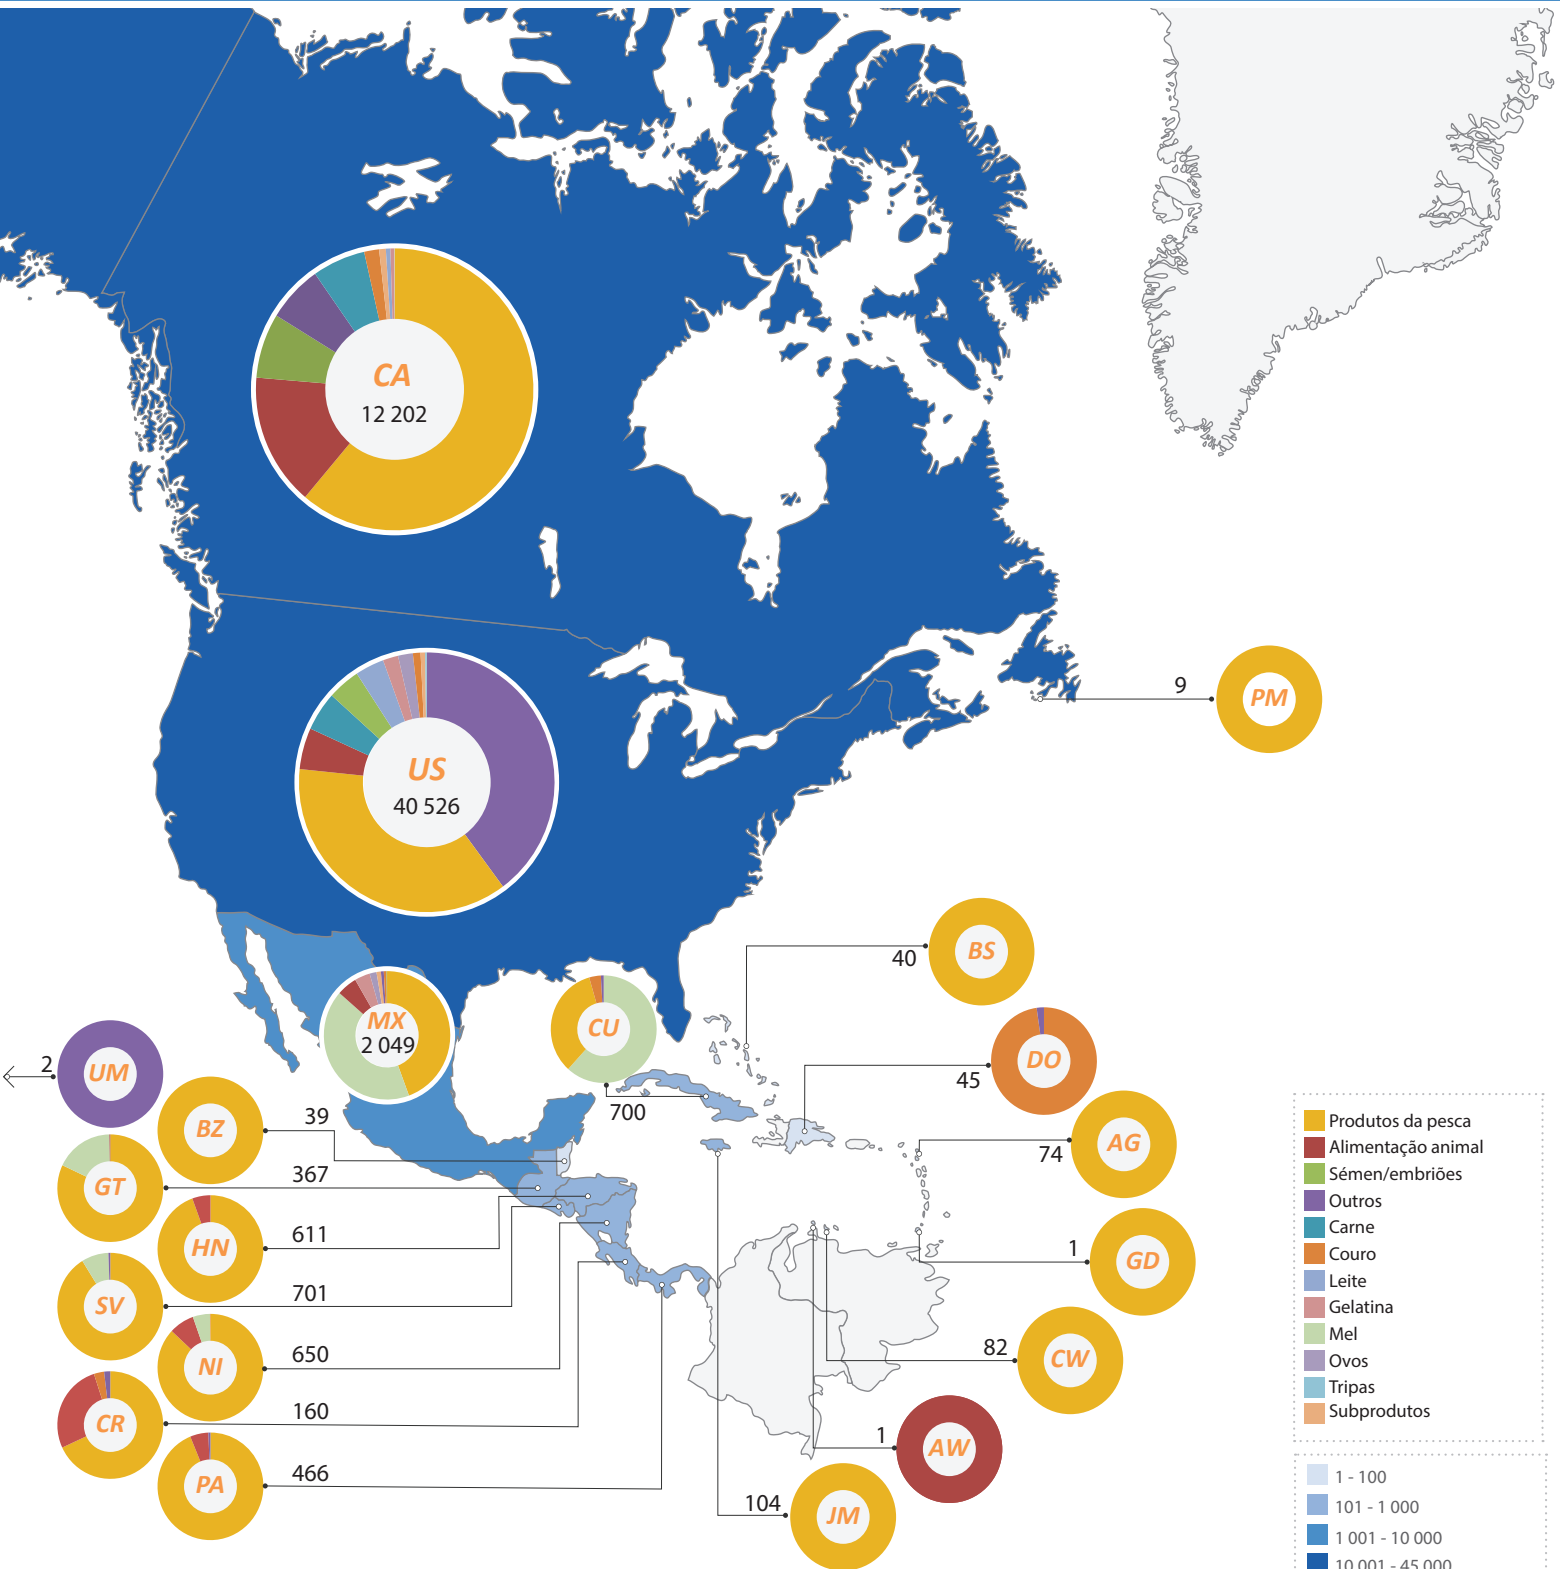 CA
12 202
US
40 526
9
PM
BS
40
MX
2 049
CU
700
DO
45
UM
2
BZ
39
AG
74
GT
367
HN
611
GD
1
SV
701
NI
650
CW
82
CR
160
AW
1
PA
466
JM
104
Produtos da pesca
Alimentação animal
Sémen/embriões
Outros
Carne
Couro
Leite
Gelatina
Mel
Ovos
Tripas
Subprodutos
1 - 100
101 - 1 000
1 001 - 10 000
10 001 - 45 000